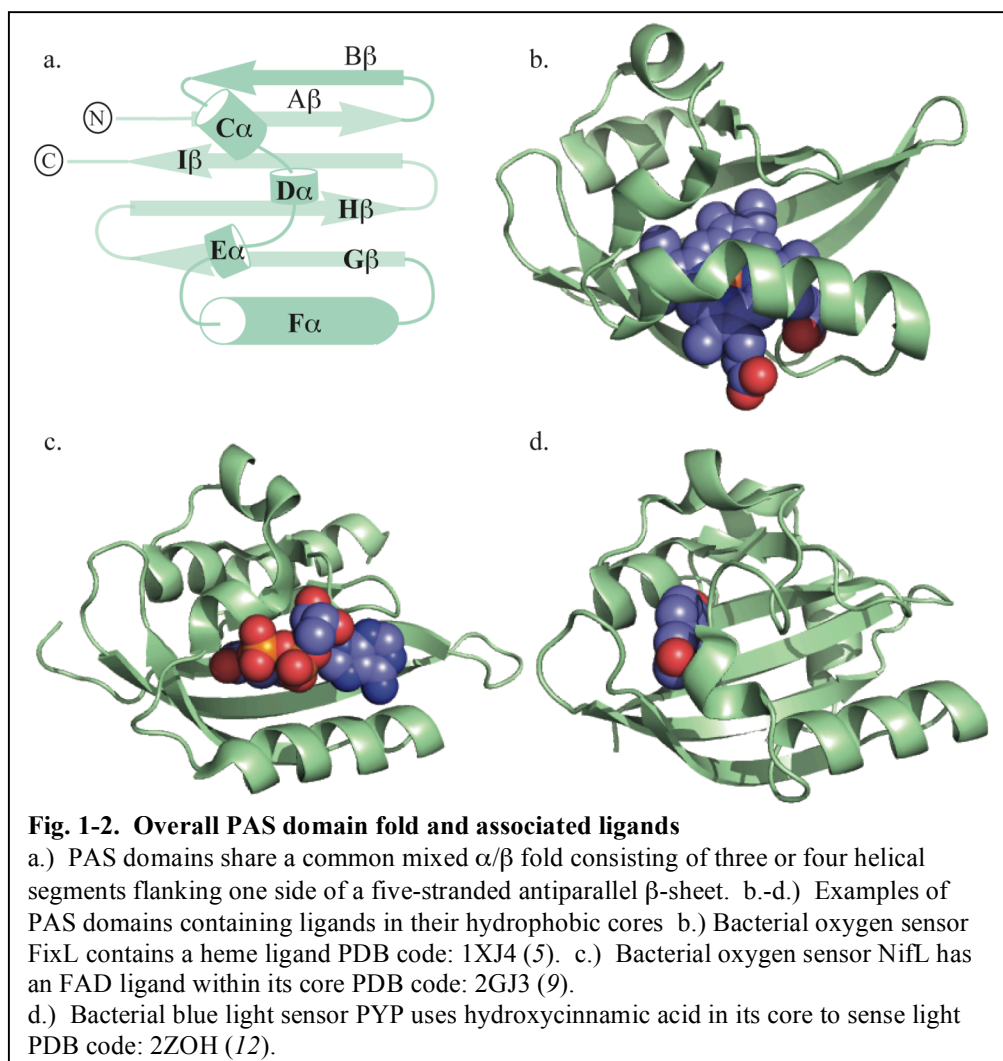 a.
Bβ
Aβ
N
Cα
C
Iβ
Dα
Hβ
Eα
Gβ
Fα
b.
c.
d.
Fig. 1-2. Overall PAS domain fold and associated ligands
a.) PAS domains share a common mixed α/β fold consisting of three or four helical
segments flanking one side of a five-stranded antiparallel β-sheet. b.-d.) Examples of
PAS domains containing ligands in their hydrophobic cores b.) Bacterial oxygen sensor
FixL contains a heme ligand PDB code: 1XJ4 (5). c.) Bacterial oxygen sensor NifL has
an FAD ligand within its core PDB code: 2GJ3 (9).
d.) Bacterial blue light sensor PYP uses hydroxycinnamic acid in its core to sense light
PDB code: 2ZOH (12).